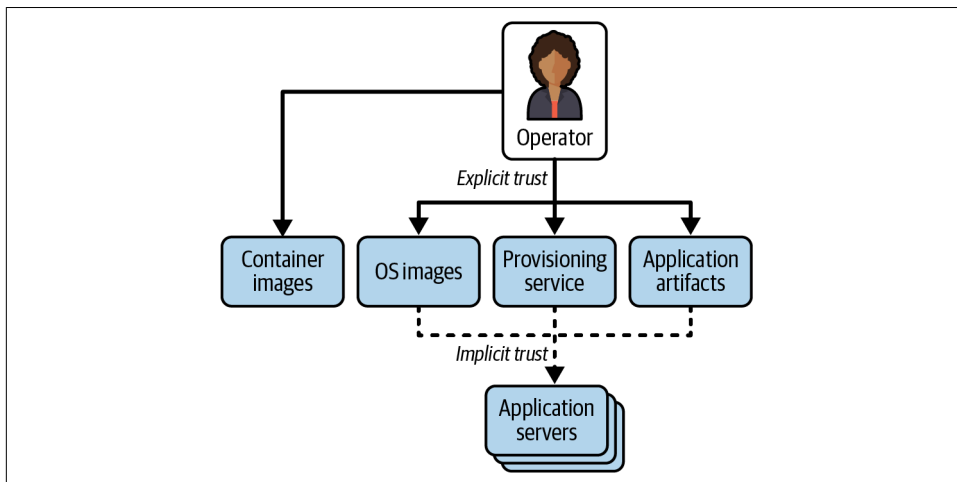 Operator
Explicit trust
Container
images
OS images
Provisioning
service
Application
artifacts
Implicit trust
Application
servers